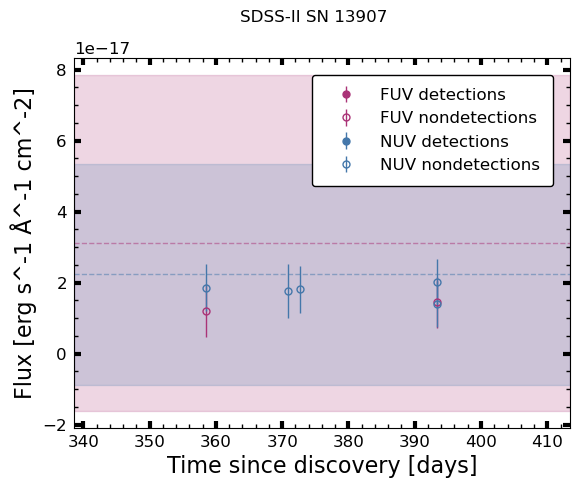 SDSS-II SN 13907
1e−17
FUV detections
FUV nondetections
NUV detections
NUV nondetections
8
6
4
2
0
−2
Flux [erg s^-1 Å^-1 cm^-2]
340 350 360 370 380 390 400 410
Time since discovery [days]